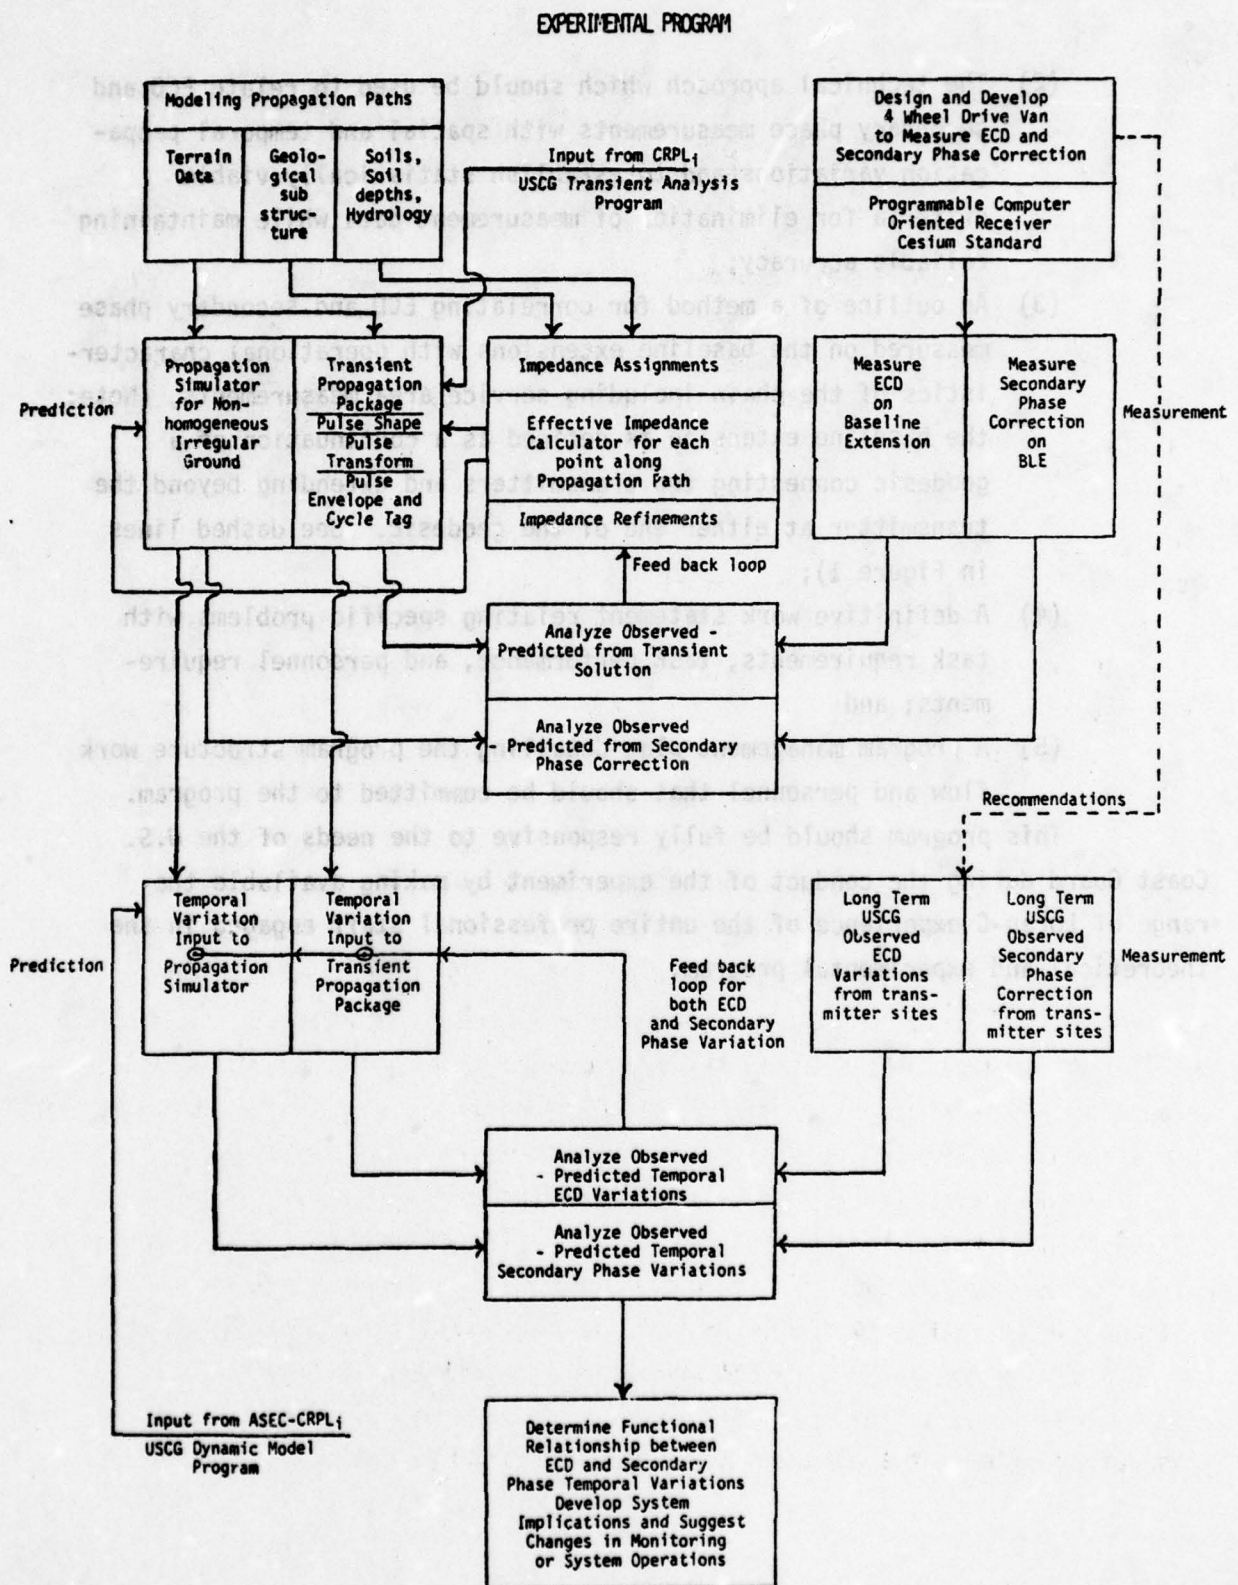 EXPERIMENTAL PROGRAM
Modeling Propagation Paths
Terrain
Data
Geolo-
gical
sub
struc-
ture
Soils,
Soil
depths,
Hydrology
Input from CRPLi
USCG Transient Analysis
Program
Design and Develop
4 Wheel Drive Van
to Measure ECD and
Secondary Phase Correction
Programmable Computer
Oriented Receiver
Cesium Standard
Prediction
Propagation
Simulator
for Non-
homogeneous
Irregular
Ground
Transient
Propagation
Package
Pulse Shape
Pulse
Transform
Pulse
Envelope and
Cycle Tag
Impedance Assignments
Effective Impedance
Calculator for each
point along
Propagation Path
Impedance Refinements
Measure
ECD
on
Baseline
Extension
Measure
Secondary
Phase
Correction
on
BLE
Measurement
Feed back loop
Analyze Observed -
Predicted from Transient
Solution
Analyze Observed
- Predicted from Secondary
Phase Correction
Recommendations
Prediction
Temporal
Variation
Input to
Propagation
Simulator
Temporal
Variation
Input to
Transient
Propagation
Package
Feed back
loop for
both ECD
and Secondary
Phase Variation
Long Term
USCG
Observed
ECD
Variations
from trans-
mitter sites
Long Term
USCG
Observed
Secondary
Phase
Correction
from trans-
mitter sites
Measurement
Analyze Observed
- Predicted Temporal
ECD Variations
Analyze Observed
- Predicted Temporal
Secondary Phase Variations
Input from ASEC-CRPLi
USCG Dynamic Model
Program
Determine Functional
Relationship between
ECD and Secondary
Phase Temporal Variations
Develop System
Implications and Suggest
Changes in Monitoring
or System Operations